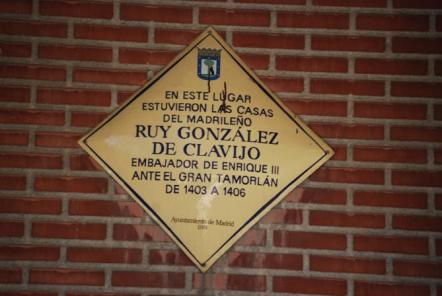 EN ESTE LUGAR
ESTUVIERON LAS CASAS
DEL MADRILEÑO
RUY GONZÁLEZ
DE CLAVIJO
EMBAJADOR DE ENRIQUE III
ANTE EL GRAN TAMORLÁN
DE 1403 A 1406
Ayuntamiento de Madrid